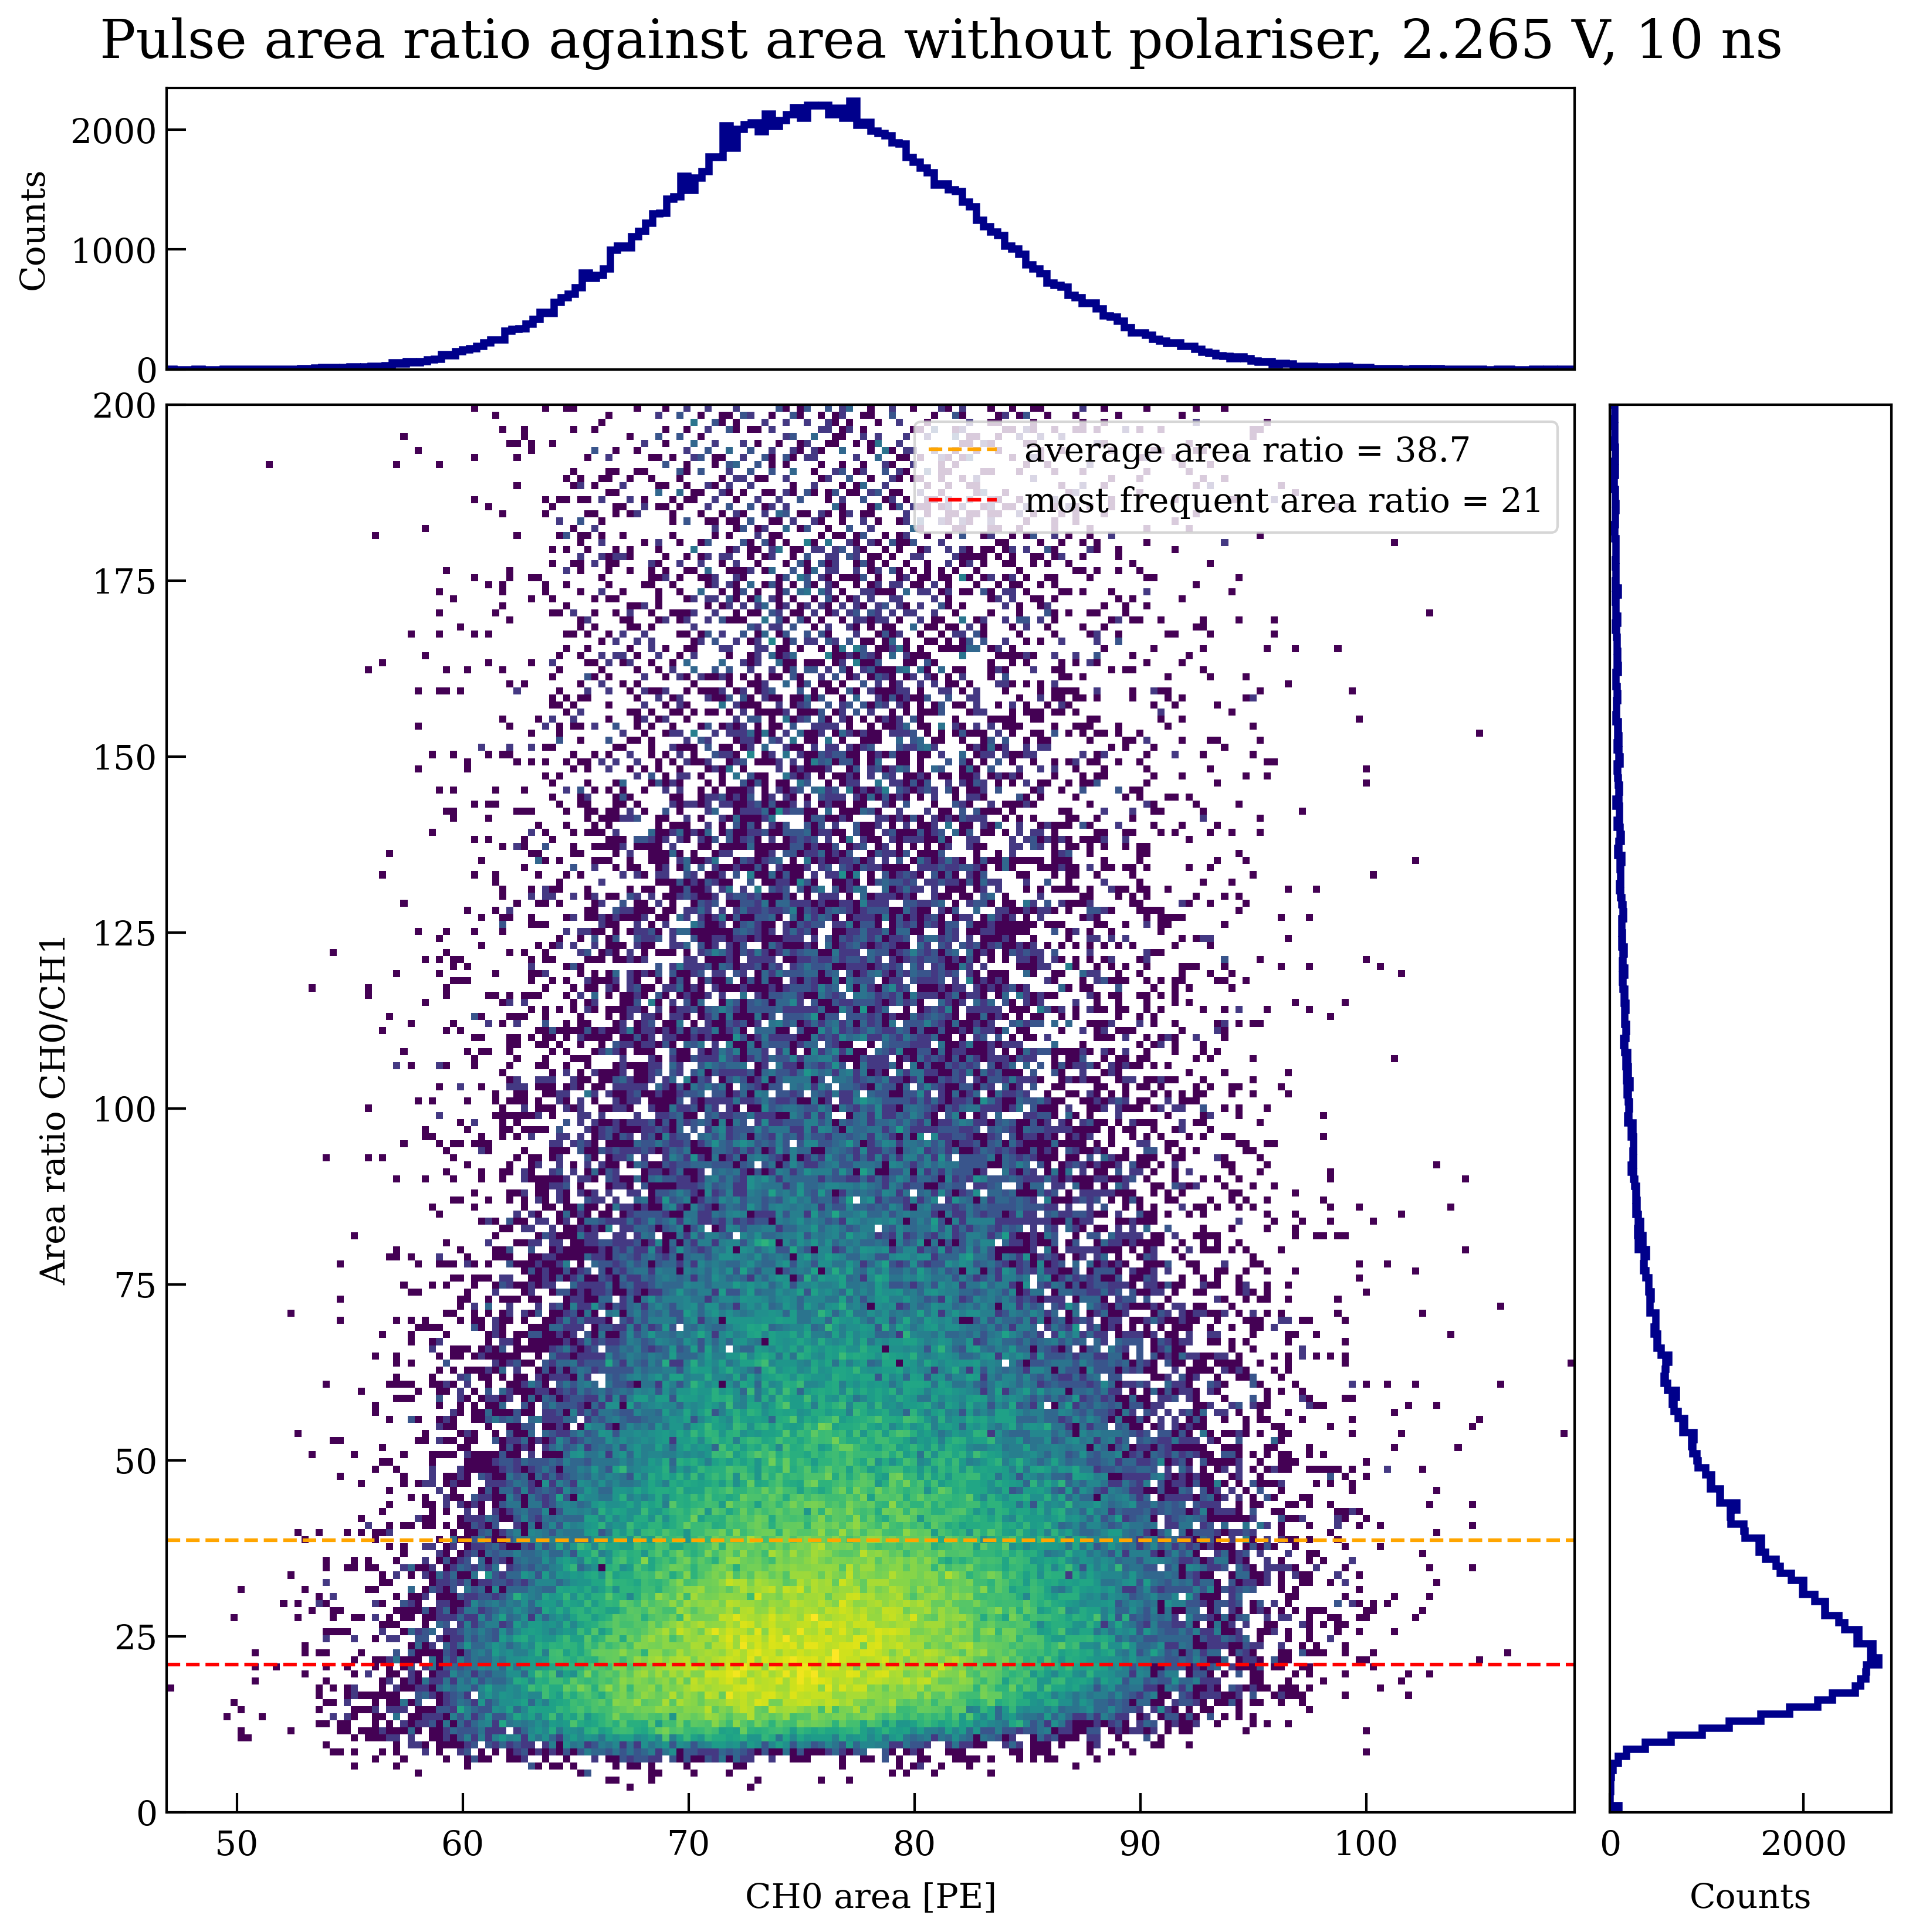 Pulse area ratio against area without polariser, 2.265 V, 10 ns
2000
1000
0
Counts
200
175
150
125
100
75
50
25
0
Area ratio CH0/CH1
average area ratio = 38.7
most frequent area ratio = 21
50 60 70 80 90 100
CH0 area [PE]
0 2000
Counts